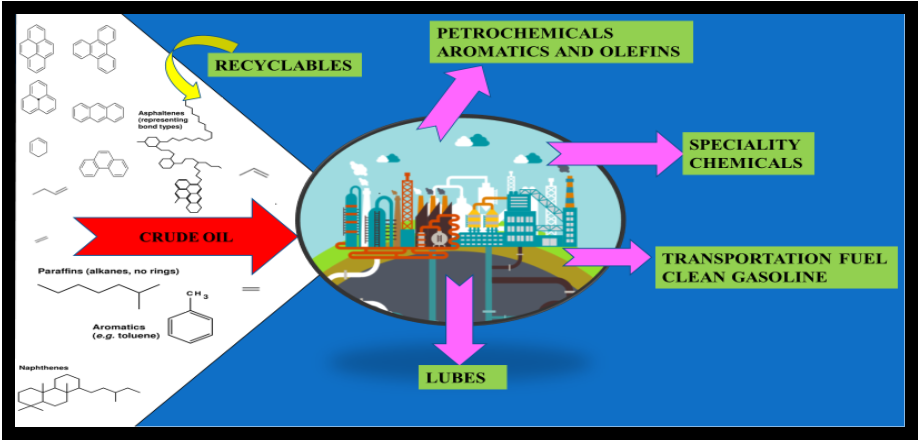 PETROCHEMICALS
AROMATICS AND OLEFINS
RECYCLABLES
Asphaltenes
(representing
bond types)
SPECIALITY
CHEMICALS
CRUDE OIL
TRANSPORTATION FUEL
CLEAN GASOLINE
Paraffins (alkanes, no rings)
CH3
Aromatics
(e.g. toluene)
Naphthenes
LUBES